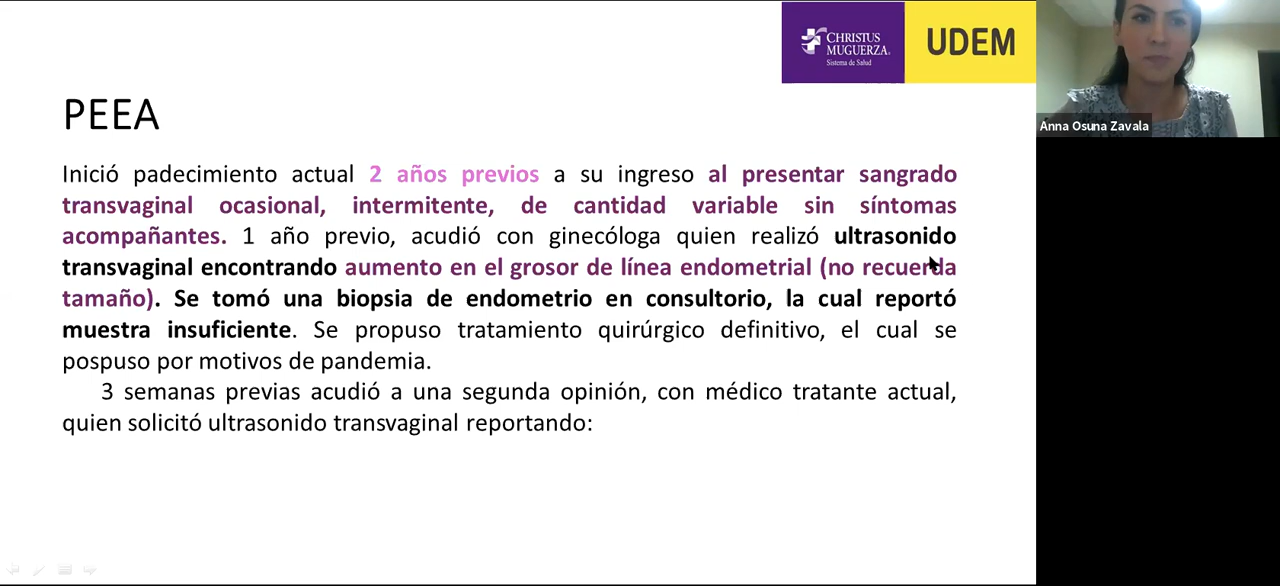 CHRISTUS
MUGUERZA.
Sistema de Salud
UDEM
Anna Osuna Zavala
PEEA
Inició padecimiento actual 2 años previos a su ingreso al presentar sangrado
transvaginal ocasional, intermitente, de cantidad variable sin síntomas
acompañantes. 1 año previo, acudió con ginecóloga quien realizó ultrasonido
transvaginal encontrando aumento en el grosor de línea endometrial (no recuerda
tamaño). Se tomó una biopsia de endometrio en consultorio, la cual reportó
muestra insuficiente. Se propuso tratamiento quirúrgico definitivo, el cual se
pospuso por motivos de pandemia.
3 semanas previas acudió a una segunda opinión, con médico tratante actual,
quien solicitó ultrasonido transvaginal reportando: